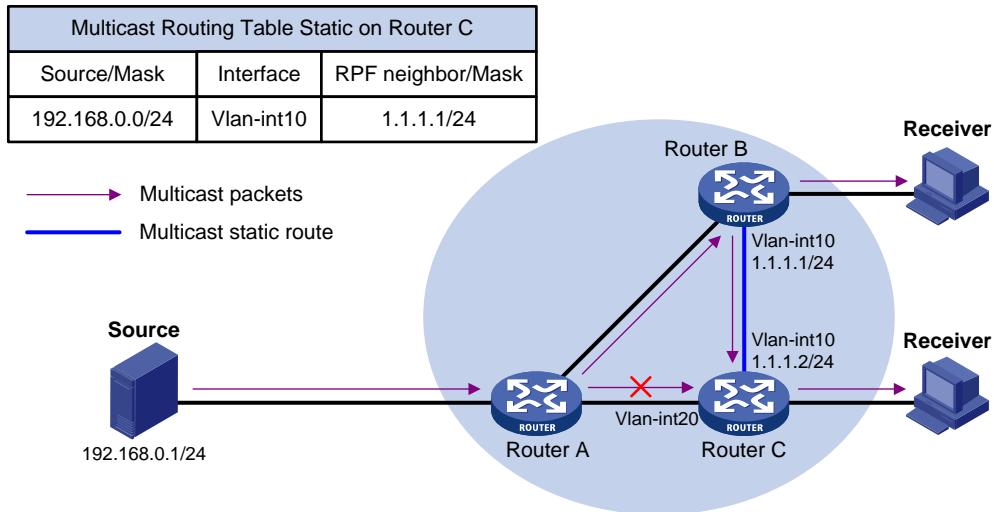 Multicast Routing Table Static on Router C
Source/Mask Interface RPF neighbor/Mask
192.168.0.0/24 Vlan-int10 1.1.1.1/24
Multicast packets
Multicast static route
Router B
Receiver
ROUTER
Vlan-int10
1.1.1.1/24
Source
Vlan-int10
1.1.1.2/24
Receiver
ROUTER
Vlan-int20
ROUTER
192.168.0.1/24
Router A
Router C